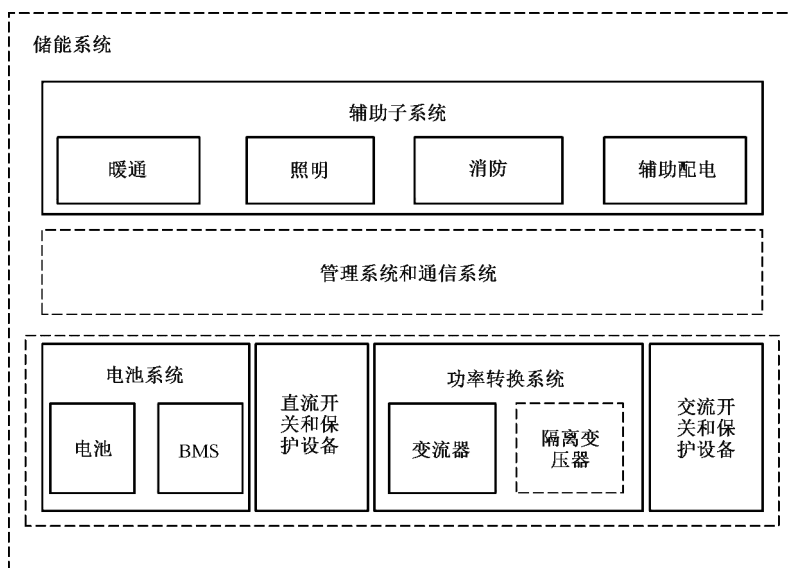 储能系统
辅助子系统
暖通
照明
消防
辅助配电
管理系统和通信系统
电池系统
电池
BMS
直流开
关和保
护设备
功率转换系统
变流器
隔离变
压器
交流开
关和保
护设备